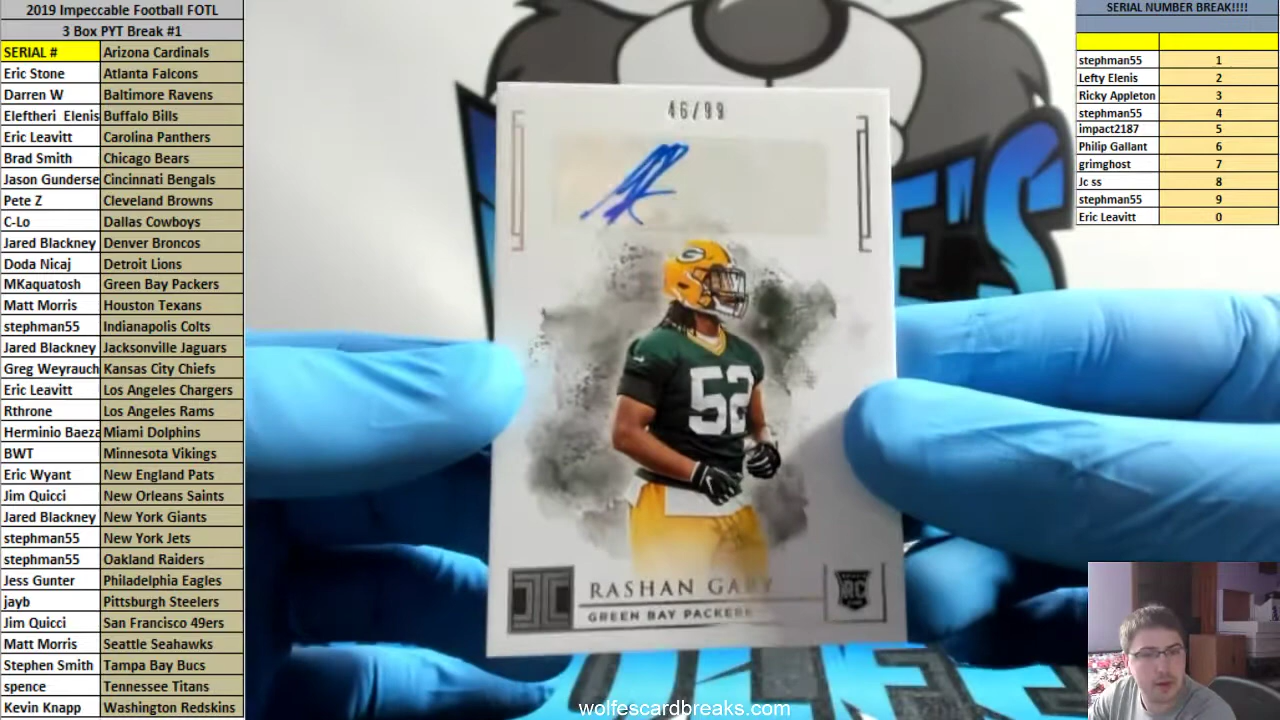 2019 Impeccable Football FOTL
3 Box PYT Break #1
SERIAL # Arizona Cardinals
Eric Stone Atlanta Falcons
Darren W Baltimore Ravens
Eleftheri Elenis Buffalo Bills
Eric Leavitt Carolina Panthers
Brad Smith Chicago Bears
Jason Gunderse Cincinnati Bengals
Pete Z Cleveland Browns
C-Lo Dallas Cowboys
Jared Blackney Denver Broncos
Doda Nicaj Detroit Lions
MKaquatosh Green Bay Packers
Matt Morris Houston Texans
stephman55 Indianapolis Colts
Jared Blackney Jacksonville Jaguars
Greg Weyrauch Kansas City Chiefs
Eric Leavitt Los Angeles Chargers
Rthrone Los Angeles Rams
Herminio Baeza Miami Dolphins
BWT Minnesota Vikings
Eric Wyant New England Pats
Jim Quicci New Orleans Saints
Jared Blackney New York Giants
stephman55 New York Jets
stephman55 Oakland Raiders
Jess Gunter Philadelphia Eagles
jayb Pittsburgh Steelers
Jim Quicci San Francisco 49ers
Matt Morris Seattle Seahawks
Stephen Smith Tampa Bay Bucs
spence Tennessee Titans
Kevin Knapp Washington Redskins
46/99
G
52
RASHAN GARY
GREEN BAY PACKERS
RC
wolfescardbreaks.com
SERIAL NUMBER BREAK!!!!
stephman55 1
Lefty Elenis 2
Ricky Appleton 3
stephman55 4
impact2187 5
Philip Gallant 6
grimghost 7
Jc ss 8
stephman55 9
Eric Leavitt 0